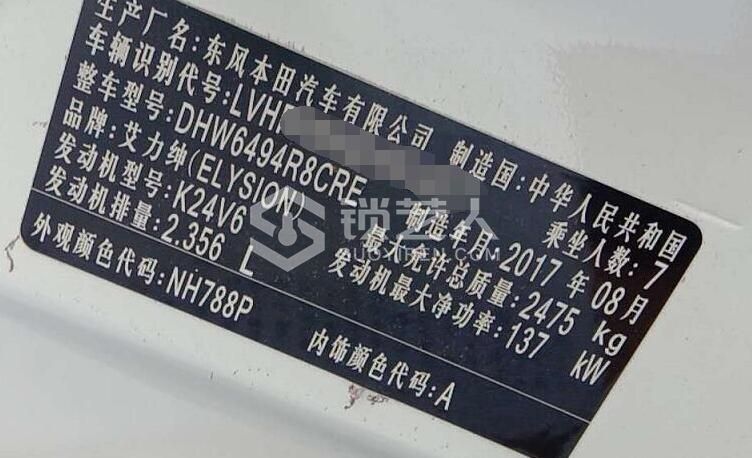 生产厂名:东风本田汽车有限公司 制造国:中华人民共和国
车辆识别代号:LVH 乘坐人数:7
整车型号:DHW6494R8CRE 制造年月:2017年08月
品牌:艾力绅(ELYSION) 最大允许总质量:2475 kg
发动机型号:K24V6 发动机最大净功率:137 kW
发动机排量:2.356 L
外观颜色代码:NH788P 内饰颜色代码:A
锁艺人
SUOYIREN.COM